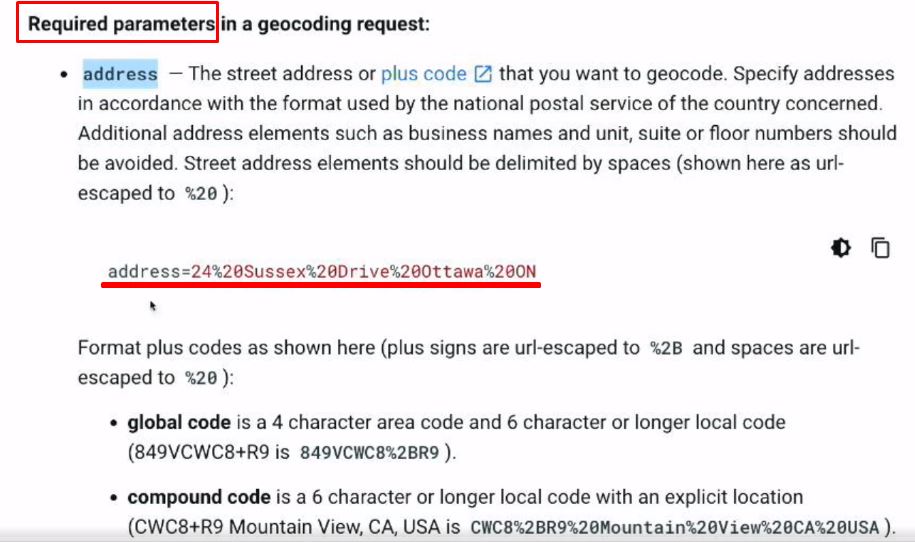 Required parameters in a geocoding request:
• address — The street address or plus code that you want to geocode. Specify addresses
in accordance with the format used by the national postal service of the country concerned.
Additional address elements such as business names and unit, suite or floor numbers should
be avoided. Street address elements should be delimited by spaces (shown here as url-
escaped to %20 ):
address=24%20Sussex%20Drive%20Ottawa%20ON
Format plus codes as shown here (plus signs are url-escaped to %2B and spaces are url-
escaped to %20 ):
• global code is a 4 character area code and 6 character or longer local code
(849VCWC8+R9 is 849VCWC8%2BR9 ).
• compound code is a 6 character or longer local code with an explicit location
(CWC8+R9 Mountain View, CA, USA is CWC8%2BR9%20Mountain%20View%20CA%20USA ).